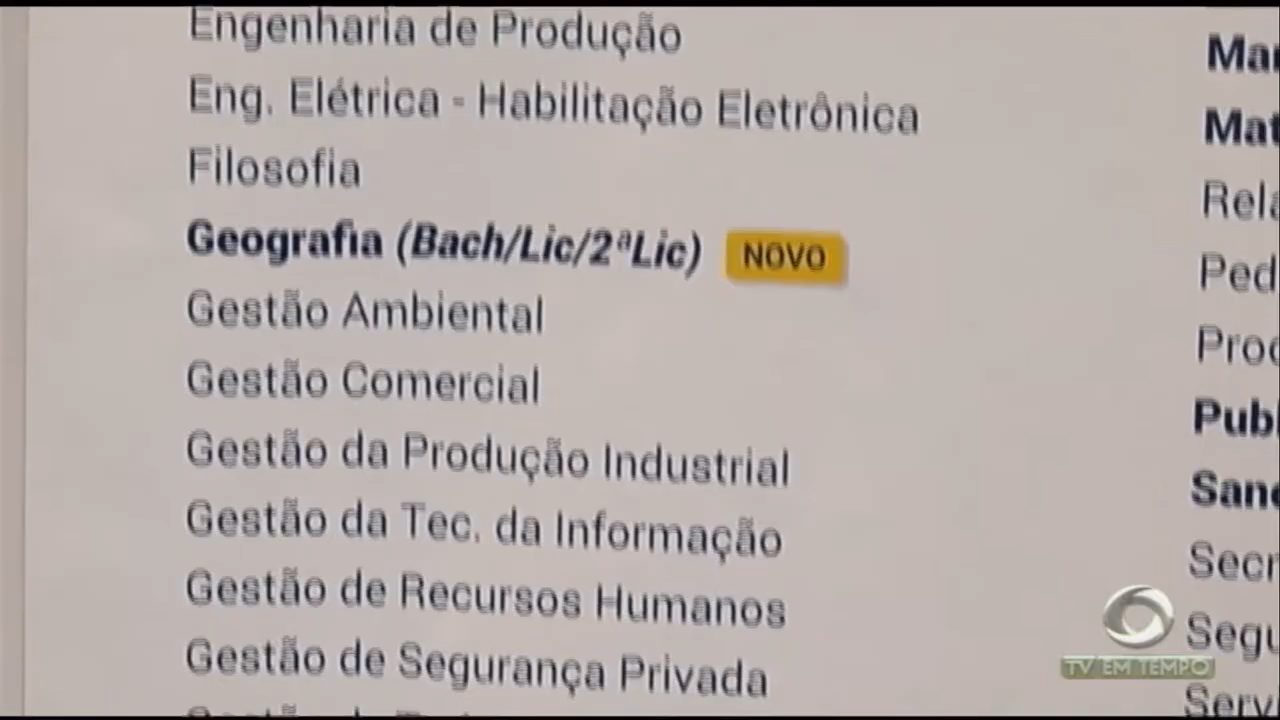 Engenharia de Produção
Eng. Elétrica - Habilitação Eletrônica
Filosofia
Geografia (Bach/Lic/2ªLic) NOVO
Gestão Ambiental
Gestão Comercial
Gestão da Produção Industrial
Gestão da Tec. da Informação
Gestão de Recursos Humanos
Gestão de Segurança Privada
TV EM TEMPO